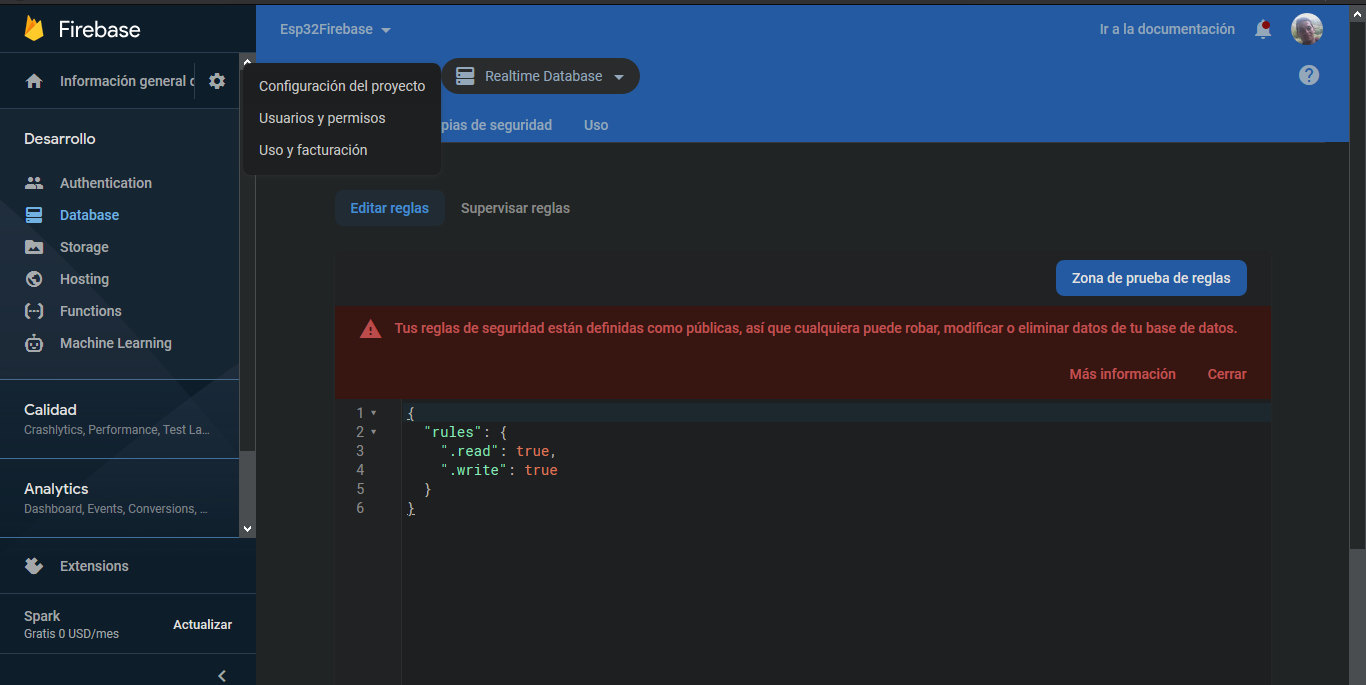 Firebase
Esp32Firebase
Ir a la documentación
Información general d
Configuración del proyecto
Usuarios y permisos
Uso y facturación
Realtime Database
pias de seguridad
Uso
Desarrollo
Authentication
Database
Storage
Hosting
Functions
Machine Learning
Calidad
Crashlytics, Performance, Test La...
Analytics
Dashboard, Events, Conversions, ...
Extensions
Spark
Gratis 0 USD/mes
Actualizar
Editar reglas
Supervisar reglas
Zona de prueba de reglas
Tus reglas de seguridad están definidas como públicas, así que cualquiera puede robar, modificar o eliminar datos de tu base de datos.
Más información
Cerrar
1 {
2 "rules": {
3 ".read": true,
4 ".write": true
5 }
6 }